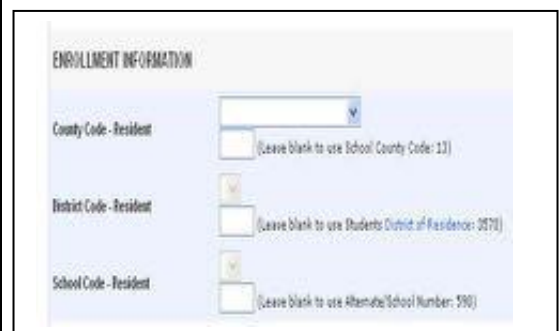 ENROLLMENT INFORMATION
County Code - Resident
(Leave blank to use School County Code: 13)
District Code - Resident
(Leave blank to use Students District of Residence: 3570)
School Code - Resident
(Leave blank to use Alternate/School Number: 590)